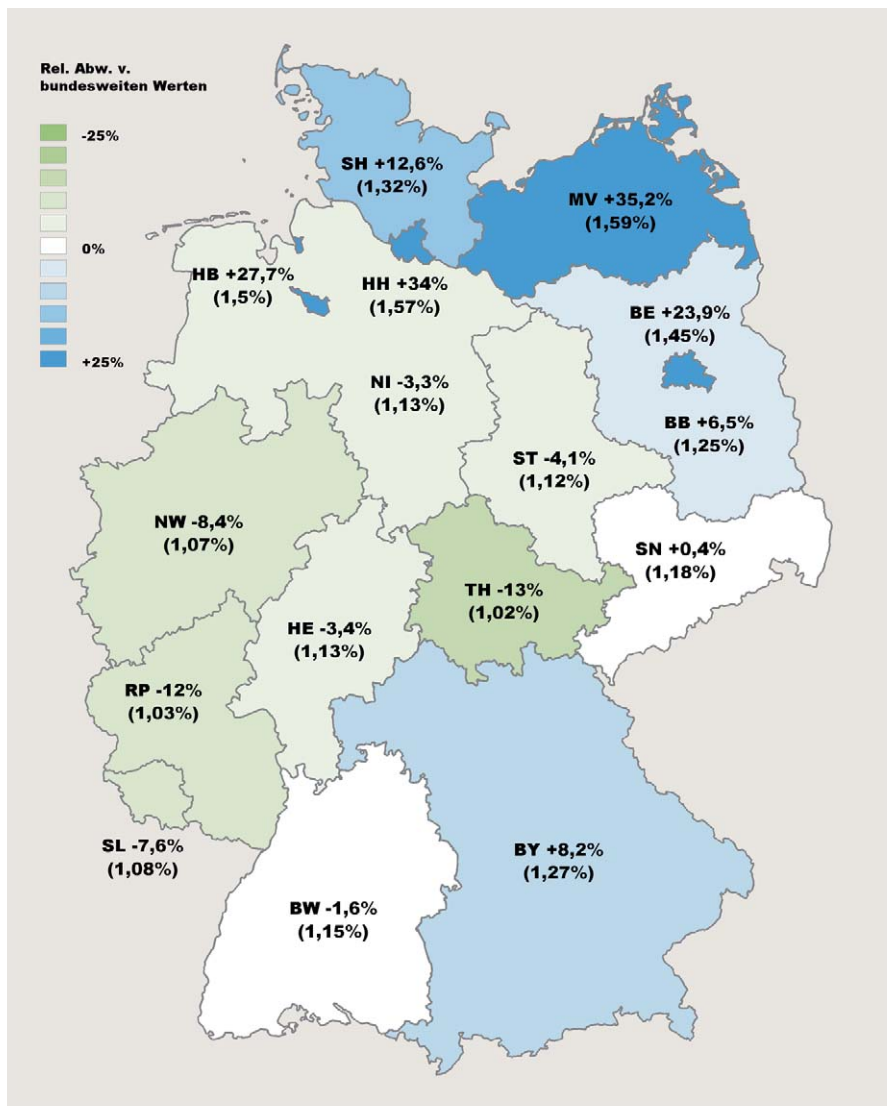 Rel. Abw. v.
bundesweiten Werten
-25%
0%
+25%
SH +12,6%
(1,32%)
MV +35,2%
(1,59%)
HB +27,7%
(1,5%)
HH +34%
(1,57%)
BE +23,9%
(1,45%)
NI -3,3%
(1,13%)
BB +6,5%
(1,25%)
ST -4,1%
(1,12%)
NW -8,4%
(1,07%)
SN +0,4%
(1,18%)
TH -13%
(1,02%)
HE -3,4%
(1,13%)
RP -12%
(1,03%)
SL -7,6%
(1,08%)
BY +8,2%
(1,27%)
BW -1,6%
(1,15%)